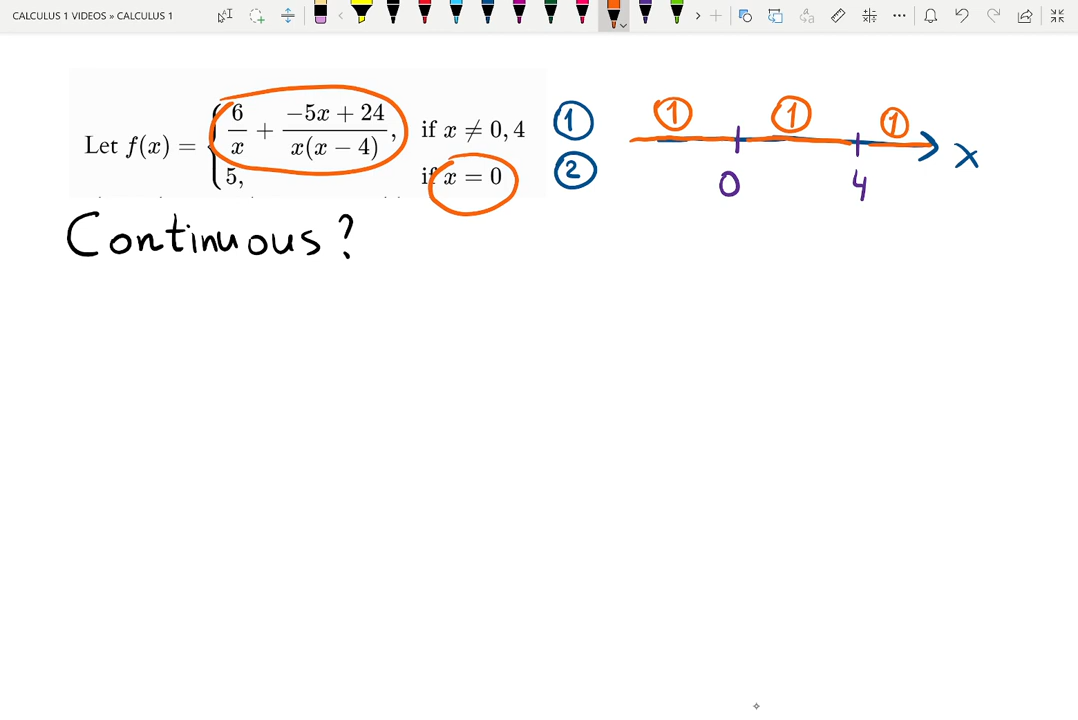 CALCULUS 1 VIDEOS » CALCULUS 1
Let f(x) = { 6/x + (−5x + 24)/(x(x − 4)), if x ≠ 0, 4 ①
5, if x = 0 ②
① ① ①
0 4 x
Continuous?